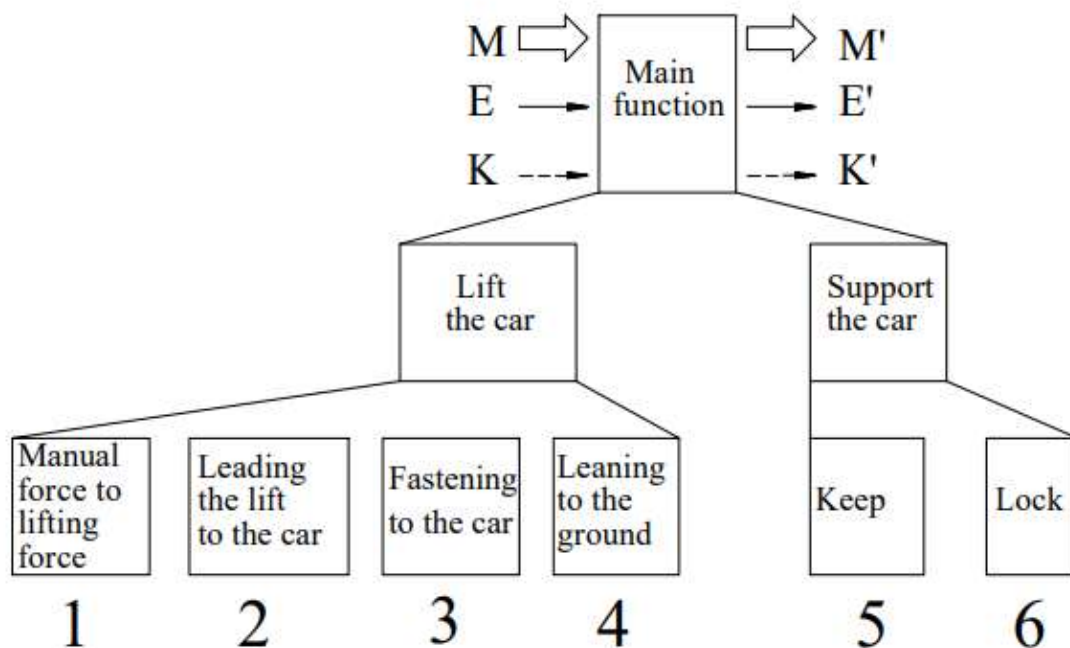 M
M'
Main
function
E
E'
K
K'
Lift
the car
Support
the car
Manual
force to
lifting
force
Leading
the lift
to the car
Fastening
to the car
Leaning
to the
ground
Keep
Lock
1
2
3
4
5
6